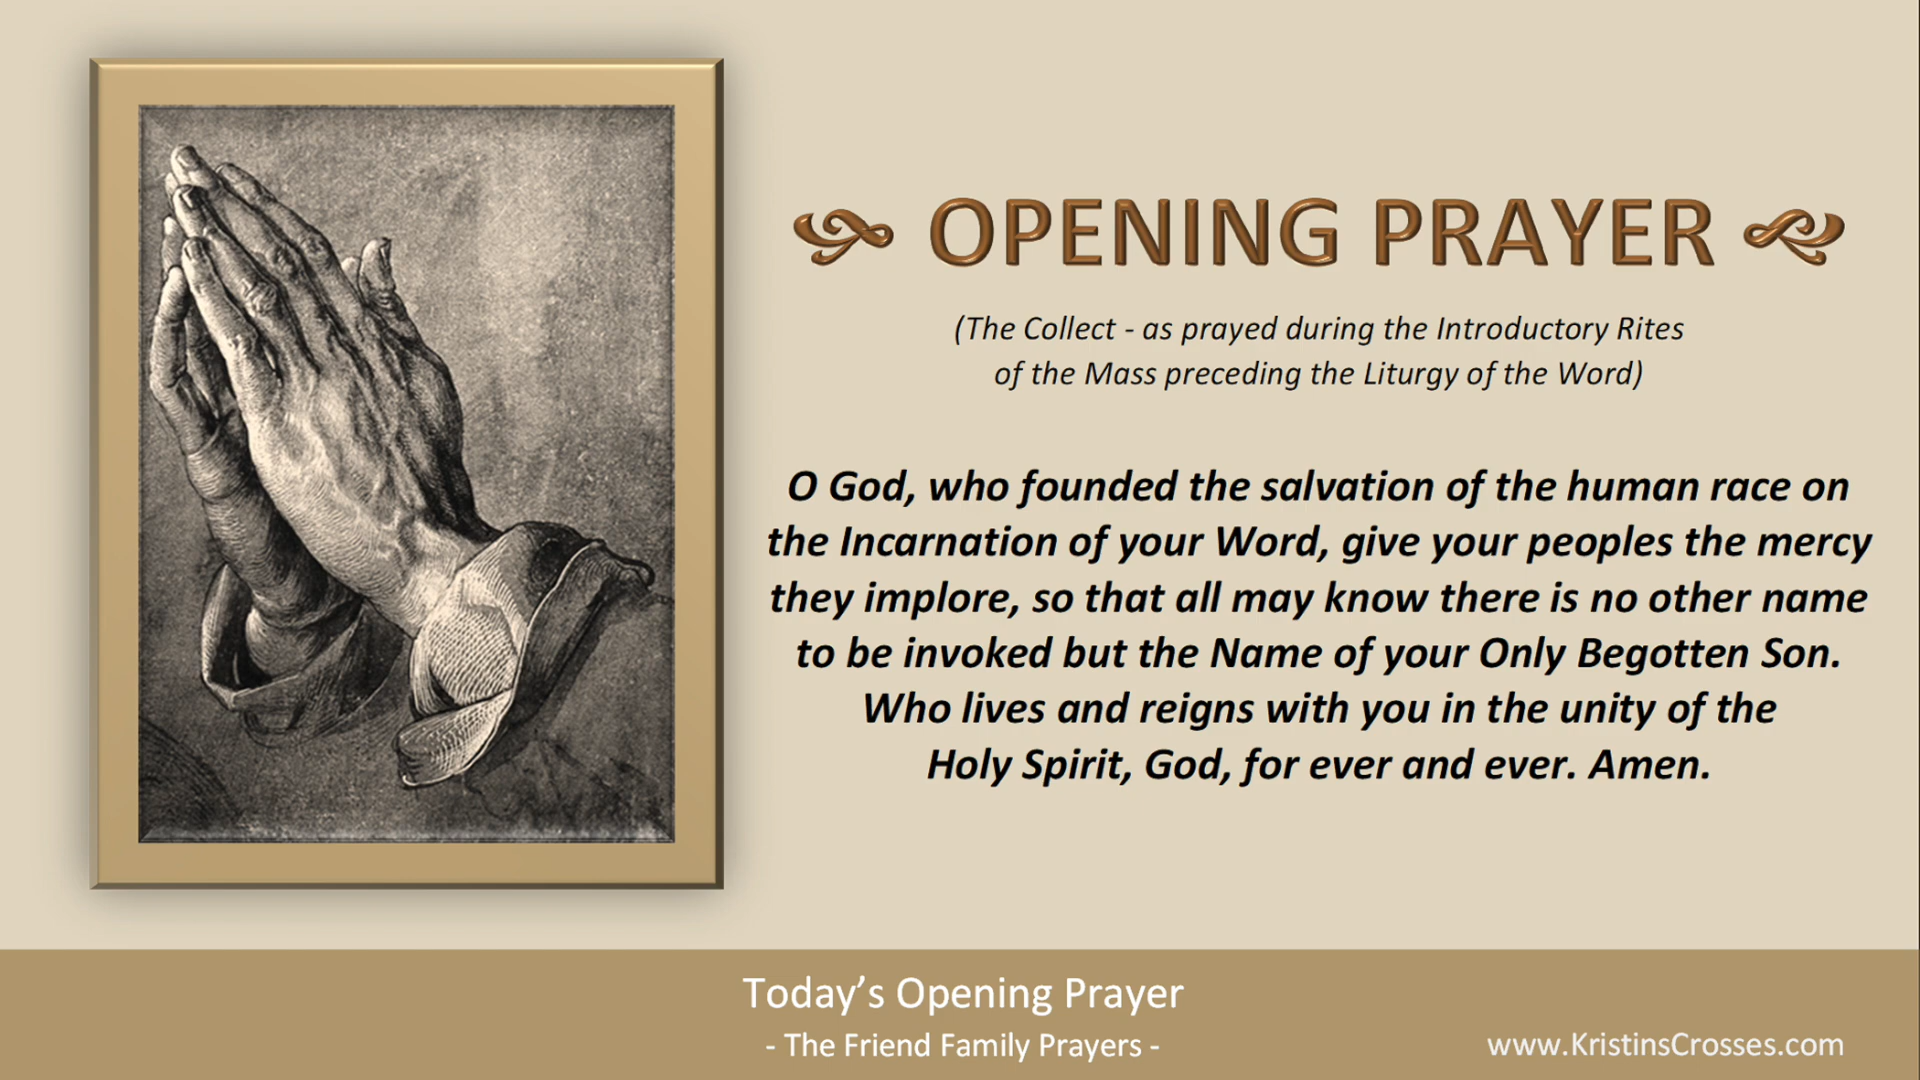 OPENING PRAYER
(The Collect - as prayed during the Introductory Rites
of the Mass preceding the Liturgy of the Word)
O God, who founded the salvation of the human race on
the Incarnation of your Word, give your peoples the mercy
they implore, so that all may know there is no other name
to be invoked but the Name of your Only Begotten Son.
Who lives and reigns with you in the unity of the
Holy Spirit, God, for ever and ever. Amen.
Today’s Opening Prayer
- The Friend Family Prayers -
www.KristinsCrosses.com